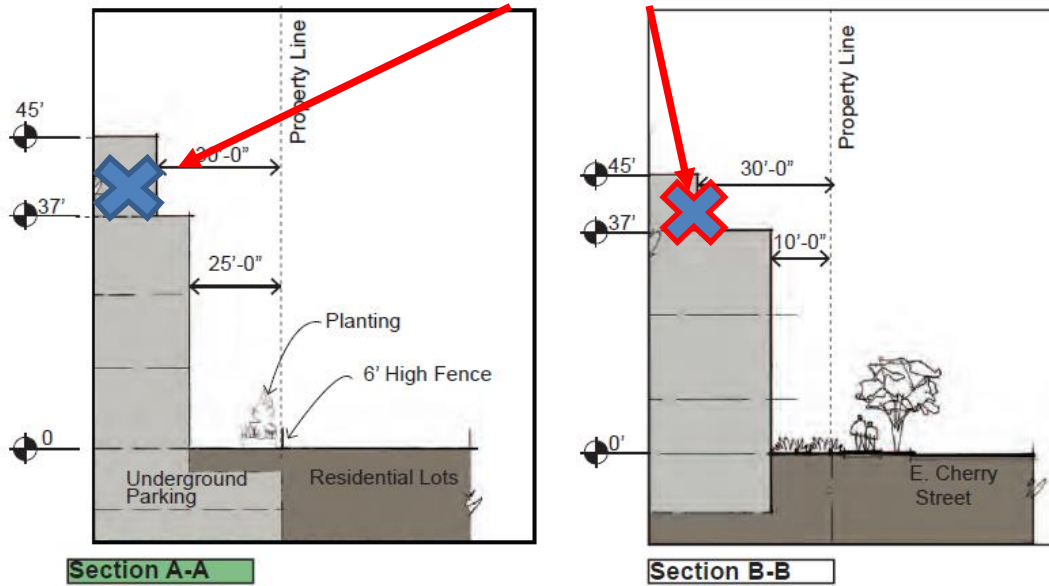 Property Line
45'
30'-0"
37'
25'-0"
Planting
6' High Fence
0
Underground
Parking
Residential Lots
Section A-A
Property Line
45'
30'-0"
37'
10'-0"
0'
E. Cherry
Street
Section B-B